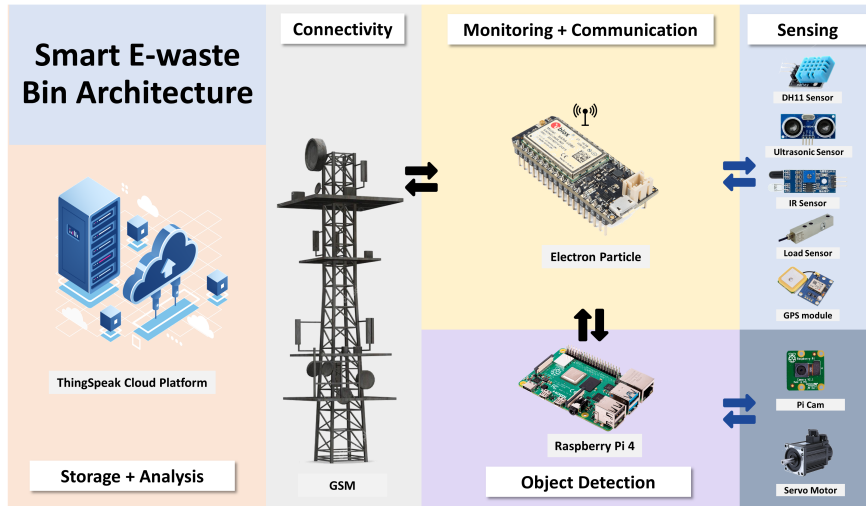 Smart E-waste
Bin Architecture
ThingSpeak Cloud Platform
Storage + Analysis
Connectivity
GSM
Monitoring + Communication
Electron Particle
Raspberry Pi 4
Object Detection
Sensing
DH11 Sensor
Ultrasonic Sensor
IR Sensor
Load Sensor
GPS module
Pi Cam
Servo Motor